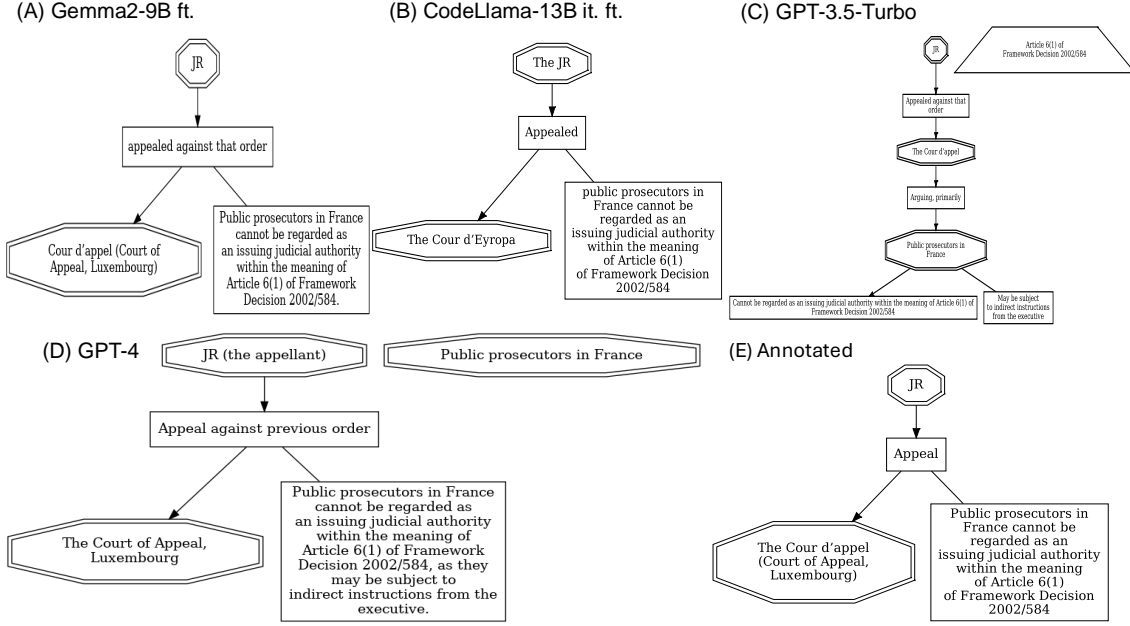 (A) Gemma2-9B ft.
JR
appealed against that order
Cour d'appel (Court of
Appeal, Luxembourg)
Public prosecutors in France
cannot be regarded as
an issuing judicial authority
within the meaning of
Article 6(1) of Framework
Decision 2002/584.
(B) CodeLlama-13B it. ft.
The JR
Appealed
The Cour d'Eyropa
public prosecutors in
France cannot be
regarded as an
issuing judicial authority
within the meaning
of Article 6(1)
of Framework Decision
2002/584
(C) GPT-3.5-Turbo
JR
Article 6(1) of
Framework Decision 2002/584
Appealed against that
order
The Cour d'appel
Arguing, primarily
Public prosecutors in
France
Cannot be regarded as an issuing judicial authority within the meaning of Article 6(1) of
Framework Decision 2002/584
May be subject
to indirect instructions
from the executive
(D) GPT-4
JR (the appellant)
Public prosecutors in France
Appeal against previous order
The Court of Appeal,
Luxembourg
Public prosecutors in France
cannot be regarded as
an issuing judicial authority
within the meaning of
Article 6(1) of Framework
Decision 2002/584, as they
may be subject to
indirect instructions from the
executive.
(E) Annotated
JR
Appeal
The Cour d'appel
(Court of Appeal,
Luxembourg)
Public prosecutors in
France cannot be
regarded as an
issuing judicial authority
within the meaning
of Article 6(1)
of Framework Decision
2002/584